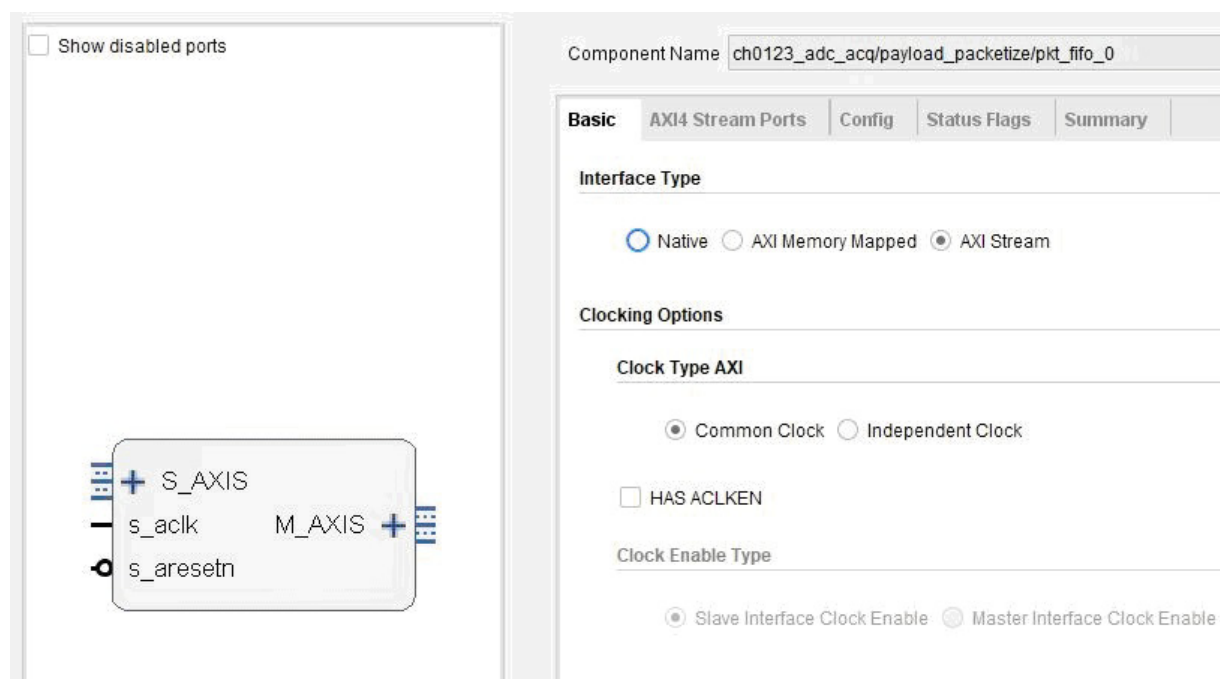 Show disabled ports
S_AXIS
s_aclk
M_AXIS
s_aresetn
Component Name ch0123_adc_acq/payload_packetize/pkt_fifo_0
Basic AXI4 Stream Ports Config Status Flags Summary
Interface Type
Native AXI Memory Mapped AXI Stream
Clocking Options
Clock Type AXI
Common Clock Independent Clock
HAS ACLKEN
Clock Enable Type
Slave Interface Clock Enable Master Interface Clock Enable